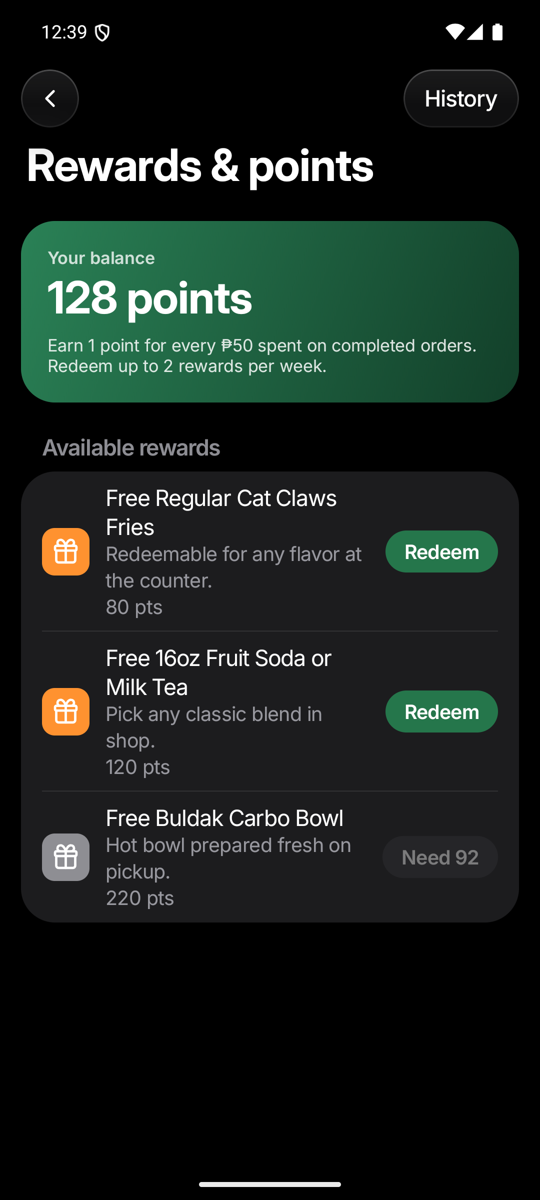 12:39
History
Rewards & points
Your balance
128 points
Earn 1 point for every ₱50 spent on completed orders.
Redeem up to 2 rewards per week.
Available rewards
Free Regular Cat Claws
Fries
Redeemable for any flavor at
the counter.
80 pts
Redeem
Free 16oz Fruit Soda or
Milk Tea
Pick any classic blend in
shop.
120 pts
Redeem
Free Buldak Carbo Bowl
Hot bowl prepared fresh on
pickup.
220 pts
Need 92